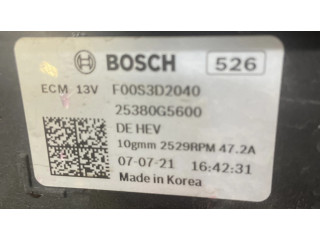 BOSCH 526
ECM 13V F00S3D2040
25380G5600
DE HEV
10gmm 2529RPM 47.2A
07-07-21 16:42:31
Made in Korea